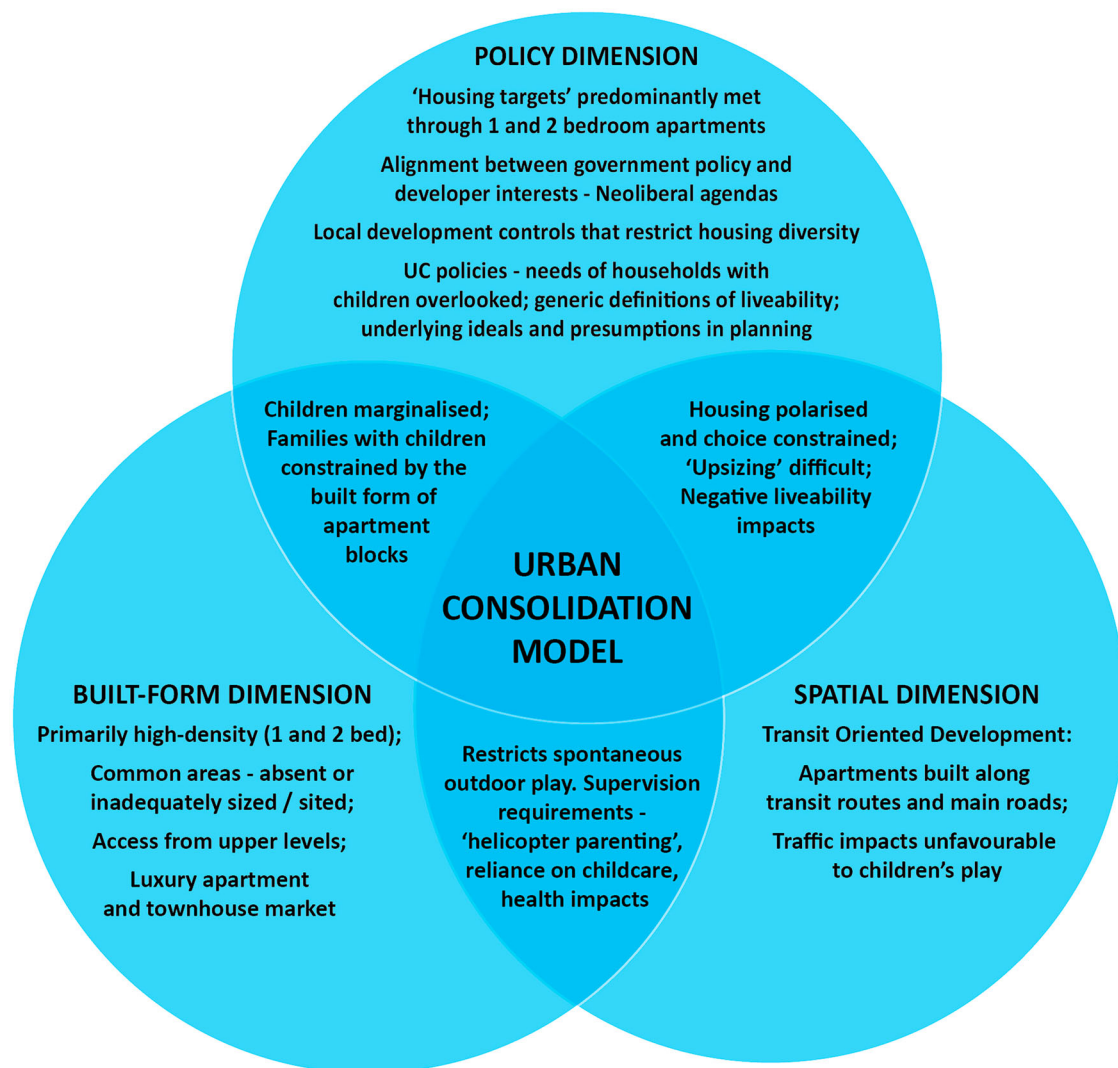 POLICY DIMENSION
‘Housing targets’ predominantly met
through 1 and 2 bedroom apartments
Alignment between government policy and
developer interests - Neoliberal agendas
Local development controls that restrict housing diversity
UC policies - needs of households with
children overlooked; generic definitions of liveability;
underlying ideals and presumptions in planning
Children marginalised;
Families with children
constrained by the
built form of
apartment
blocks
Housing polarised
and choice constrained;
‘Upsizing’ difficult;
Negative liveability
impacts
URBAN
CONSOLIDATION
MODEL
BUILT-FORM DIMENSION
Primarily high-density (1 and 2 bed);
Common areas - absent or
inadequately sized / sited;
Access from upper levels;
Luxury apartment
and townhouse market
Restricts spontaneous
outdoor play. Supervision
requirements -
‘helicopter parenting’,
reliance on childcare,
health impacts
SPATIAL DIMENSION
Transit Oriented Development:
Apartments built along
transit routes and main roads;
Traffic impacts unfavourable
to children’s play